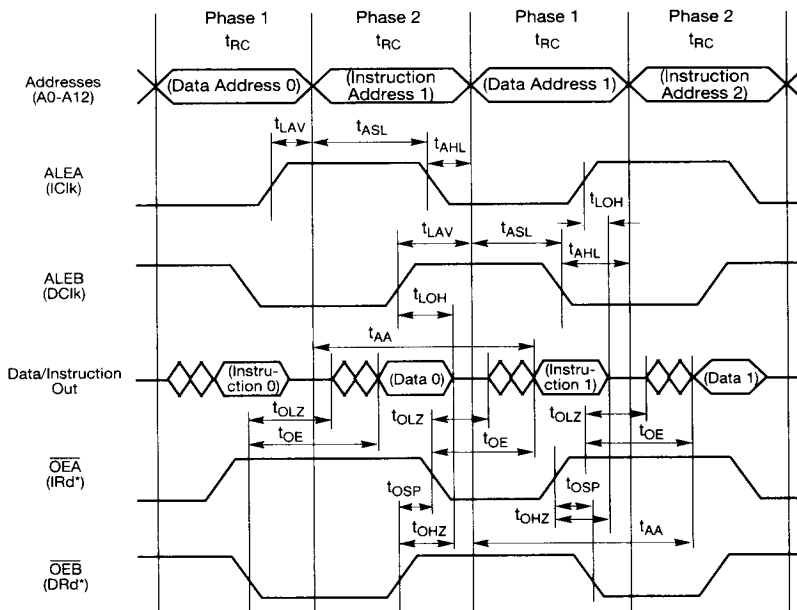 Phase 1 Phase 2 Phase 1 Phase 2
tRC tRC tRC tRC
Addresses
(A0-A12)
(Data Address 0) (Instruction Address 1) (Data Address 1) (Instruction Address 2)
tLAV tASL tAHL
ALEA
(IClk)
tLOH
tLAV tASL tAHL
ALEB
(DClk)
tLOH
tAA
Data/Instruction
Out
(Instru-
ction 0)
(Data 0)
(Instru-
ction 1)
(Data 1)
tOLZ tOLZ tOLZ
tOE tOE tOE
OEA
(IRd*)
tOSP tOSP
tOHZ tOHZ tAA
OEB
(DRd*)